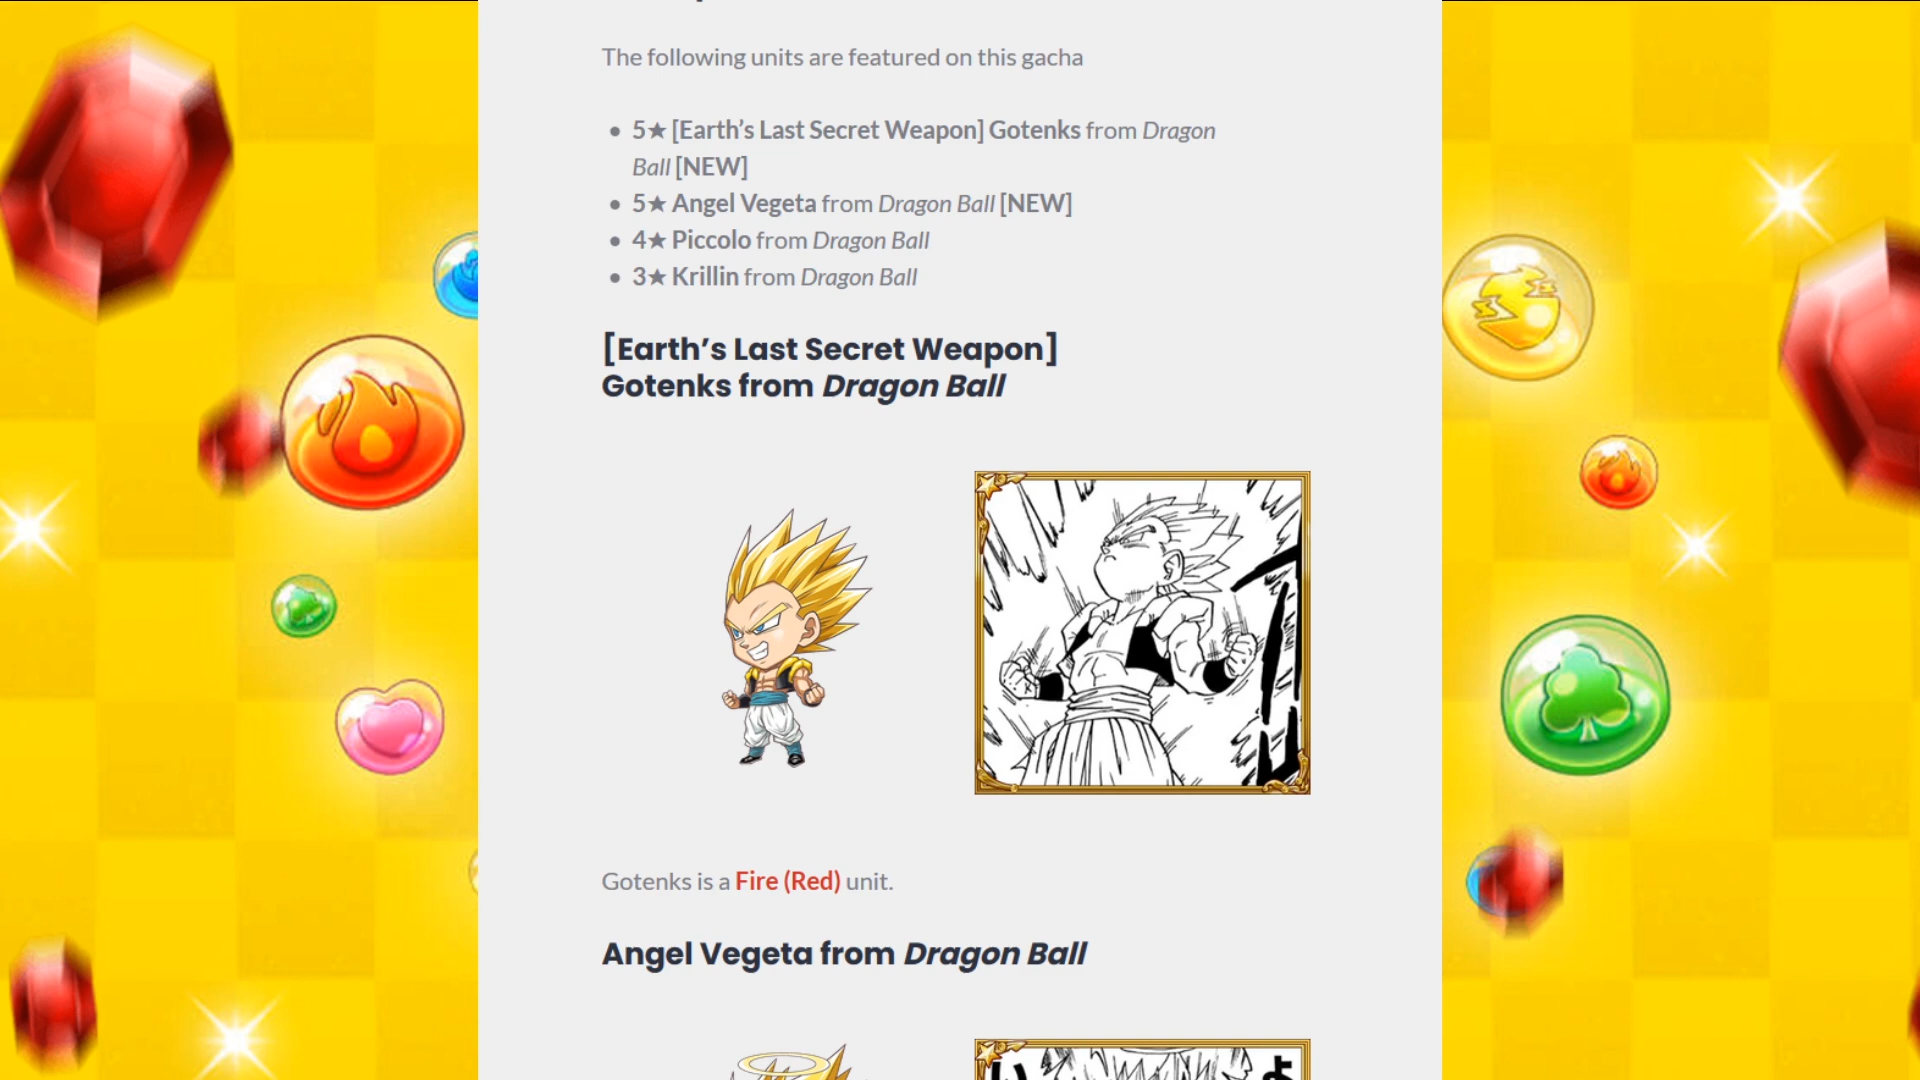 The following units are featured on this gacha
5★ [Earth’s Last Secret Weapon] Gotenks from Dragon
Ball [NEW]
5★ Angel Vegeta from Dragon Ball [NEW]
4★ Piccolo from Dragon Ball
3★ Krillin from Dragon Ball
[Earth’s Last Secret Weapon]
Gotenks from Dragon Ball
Gotenks is a Fire (Red) unit.
Angel Vegeta from Dragon Ball